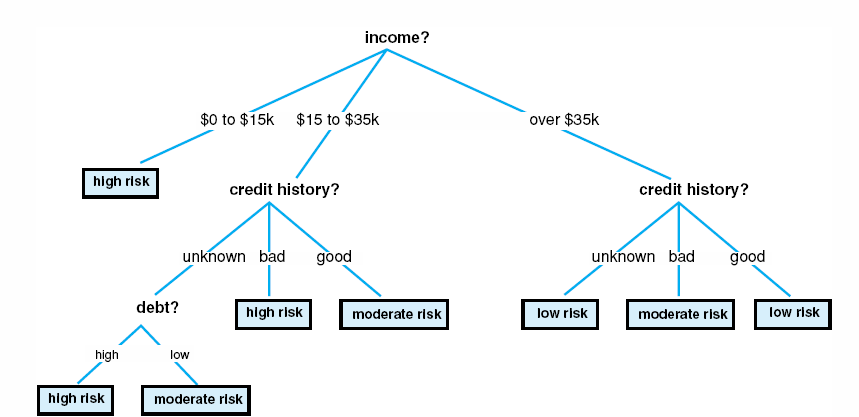 income?
$0 to $15k
$15 to $35k
over $35k
high risk
credit history?
credit history?
unknown
bad
good
unknown
bad
good
debt?
high risk
moderate risk
low risk
moderate risk
low risk
high
low
high risk
moderate risk